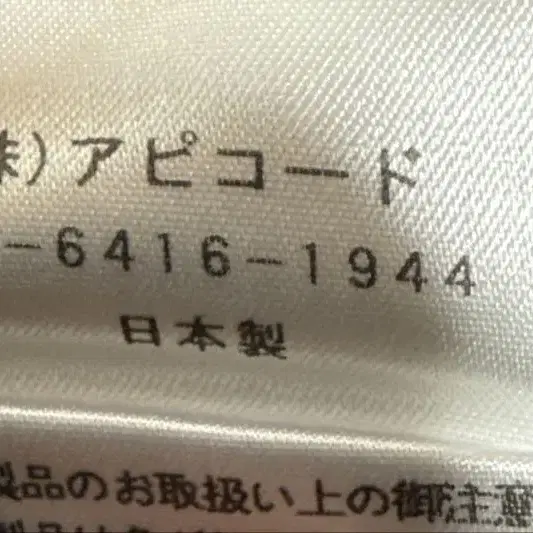 株)アピコード
-6416-1944
日本製
製品のお取扱い上の御注意